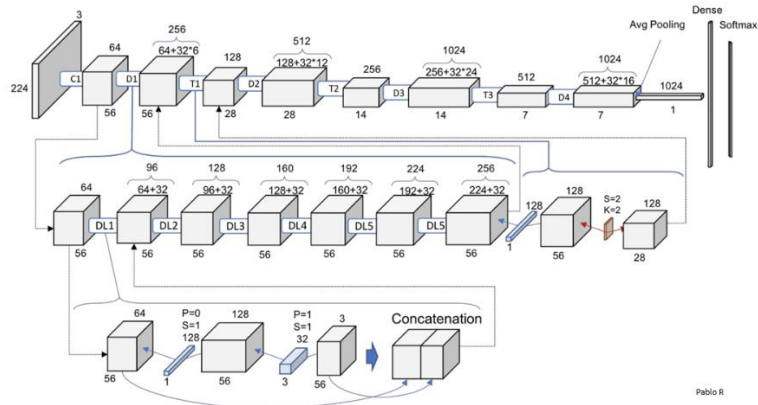 Dense
Softmax
Avg Pooling
3
64
256
64+32*6
128
512
128+32*12
256
1024
256+32*24
512
1024
512+32*16
1024
224
C1
D1
T1
D2
T2
D3
T3
D4
56
56
28
28
14
14
7
7
1
64
96
64+32
128
96+32
160
128+32
192
160+32
224
192+32
256
224+32
128
128
S=2
K=2
128
DL1
DL2
DL3
DL4
DL5
DL5
56
56
56
56
56
56
56
1
56
28
64
P=0
S=1
128
128
P=1
S=1
32
3
Concatenation
56
1
56
3
56
Pablo R